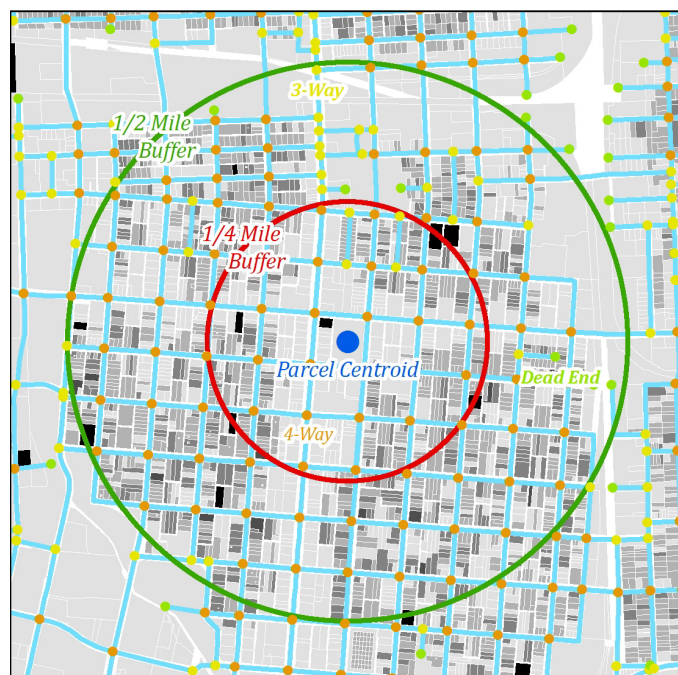 3-Way
1/2 Mile
Buffer
1/4 Mile
Buffer
Parcel Centroid
Dead End
4-Way